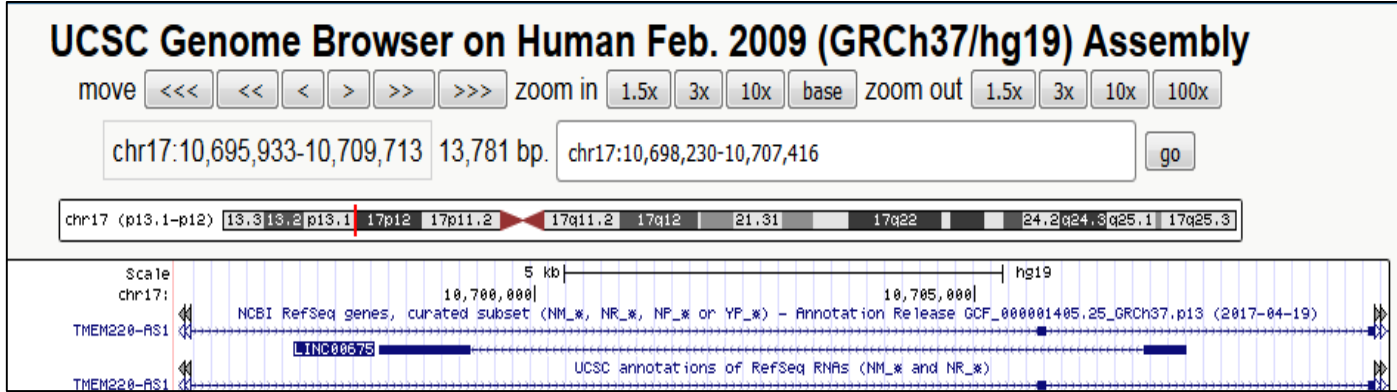 UCSC Genome Browser on Human Feb. 2009 (GRCh37/hg19) Assembly
move <<< << < > >> >>> zoom in 1.5x 3x 10x base zoom out 1.5x 3x 10x 100x
chr17:10,695,933-10,709,713 13,781 bp. chr17:10,698,230-10,707,416 go
chr17 (p13.1-p12) 13.3 13.2 p13.1 17p12 17p11.2 17q11.2 17q12 21.31 17q22 24.2 q24.3 q25.1 17q25.3
Scale 5 kb hg19
chr17: 10,700,000 10,705,000
NCBI RefSeq genes, curated subset (NM_*, NR_*, NP_* or YP_*) - Annotation Release GCF_000001405.25_GRCh37.p13 (2017-04-19)
TMEM220-AS1
LINC00675
UCSC annotations of RefSeq RNAs (NM_* and NR_*)
TMEM220-AS1